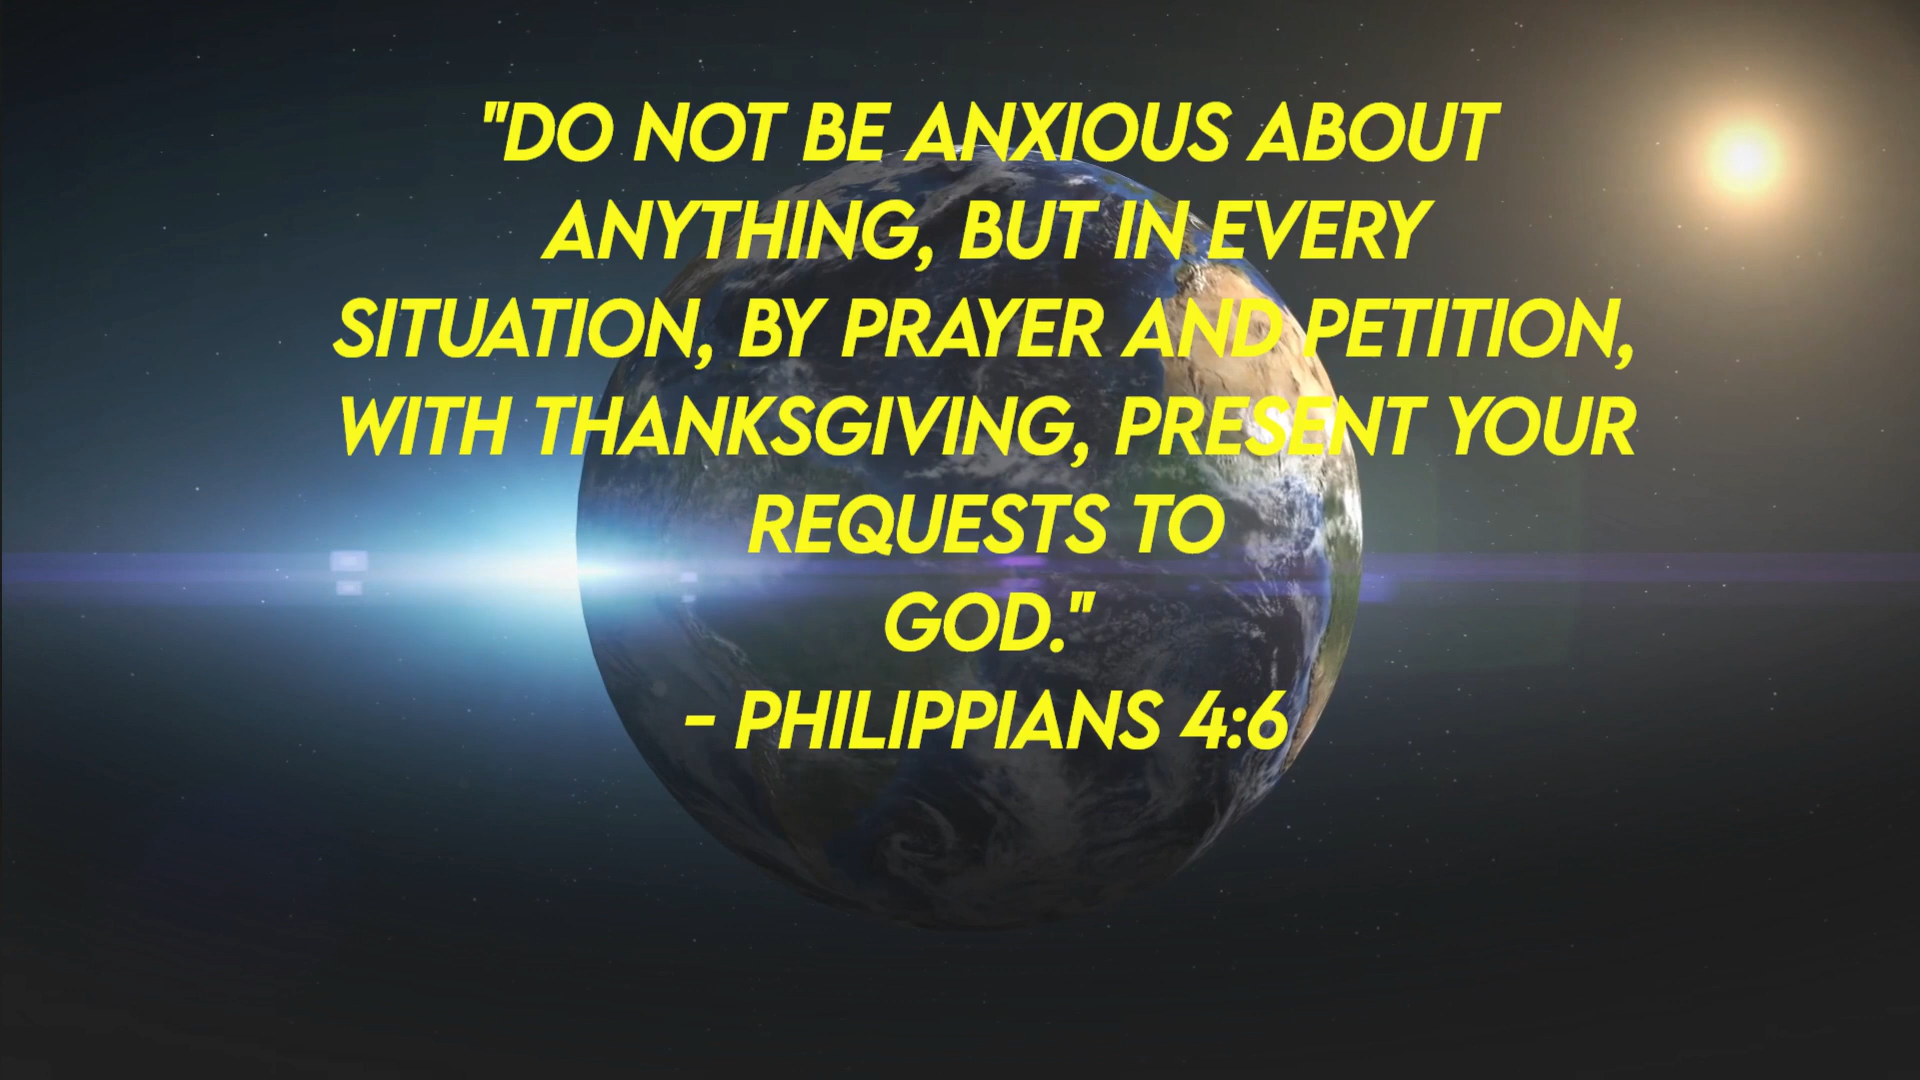 "DO NOT BE ANXIOUS ABOUT
ANYTHING, BUT IN EVERY
SITUATION, BY PRAYER AND PETITION,
WITH THANKSGIVING, PRESENT YOUR
REQUESTS TO
GOD."
- PHILIPPIANS 4:6